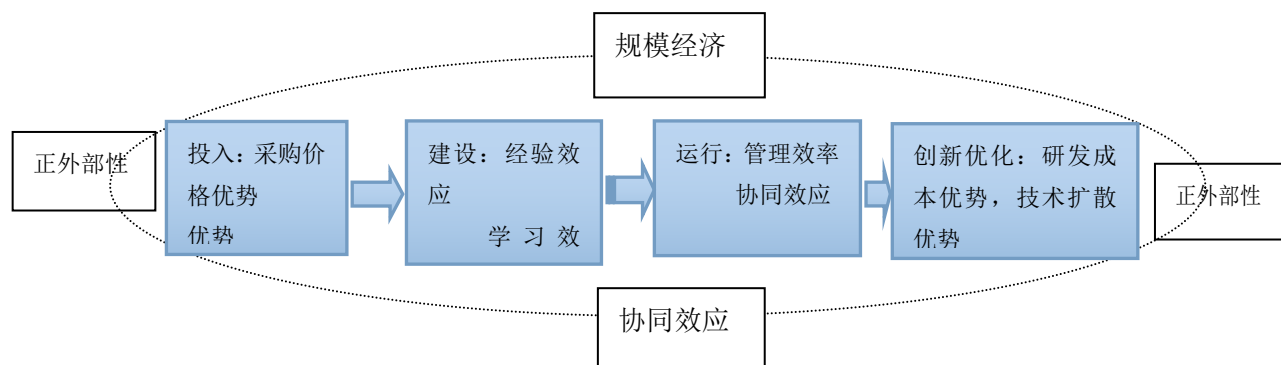 规模经济
正外部性
投入：采购价
格优势
优势
建设：经验效
应
学习效
运行：管理效率
协同效应
创新优化：研发成
本优势，技术扩散
优势
正外部性
协同效应